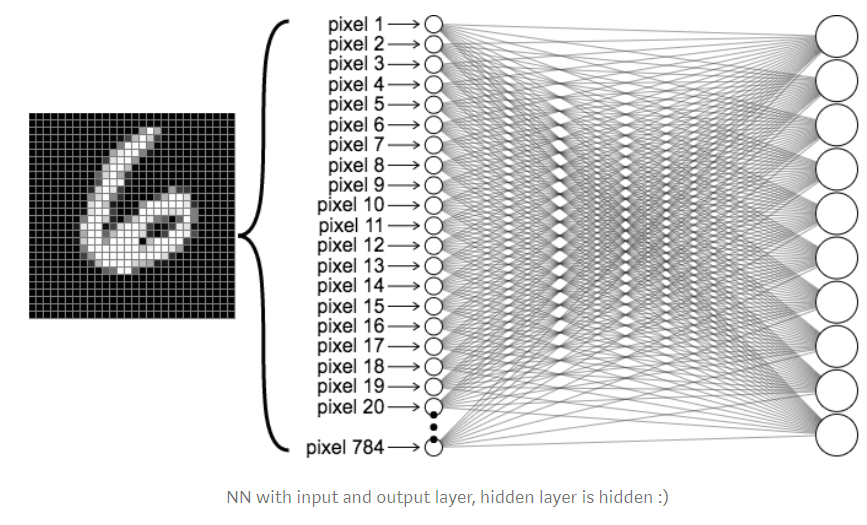 pixel 1
pixel 2
pixel 3
pixel 4
pixel 5
pixel 6
pixel 7
pixel 8
pixel 9
pixel 10
pixel 11
pixel 12
pixel 13
pixel 14
pixel 15
pixel 16
pixel 17
pixel 18
pixel 19
pixel 20
pixel 784
NN with input and output layer, hidden layer is hidden :)